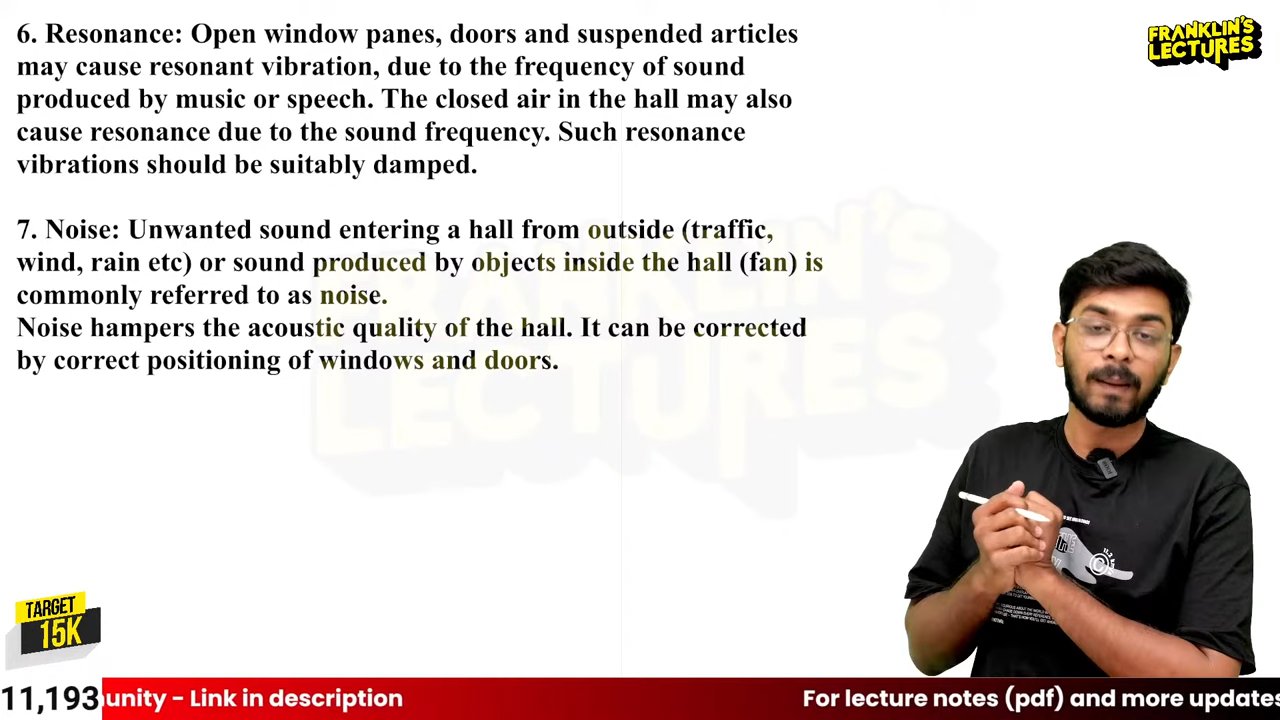 6. Resonance: Open window panes, doors and suspended articles
may cause resonant vibration, due to the frequency of sound
produced by music or speech. The closed air in the hall may also
cause resonance due to the sound frequency. Such resonance
vibrations should be suitably damped.
7. Noise: Unwanted sound entering a hall from outside (traffic,
wind, rain etc) or sound produced by objects inside the hall (fan) is
commonly referred to as noise.
Noise hampers the acoustic quality of the hall. It can be corrected
by correct positioning of windows and doors.
FRANKLIN'S
LECTURES
FRANKLIN'S
LECTURES
TARGET
15K
11,193
unity - Link in description
For lecture notes (pdf) and more updates